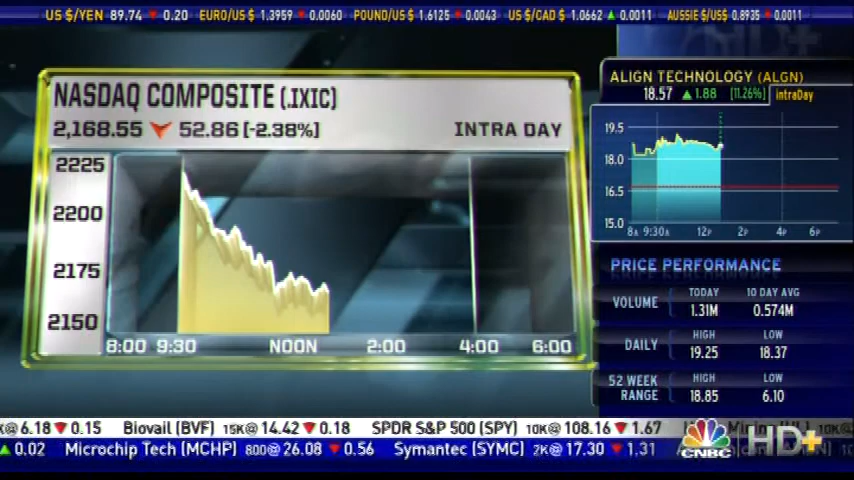 US $/YEN 89.74 ▼ 0.20 EURO/US $ 1.3959 ▼ 0.0060 POUND/US $ 1.6125 ▼ 0.0043 US $/CAD $ 1.0662 ▲ 0.0011 AUSSIE $/US$ 0.8935 ▼ 0.0011
HD+
NASDAQ COMPOSITE (.IXIC)
2,168.55 ▼ 52.86 [-2.38%] INTRA DAY
2225
2200
2175
2150
8:00 9:30 NOON 2:00 4:00 6:00
ALIGN TECHNOLOGY (ALGN)
18.57 ▲ 1.88 [11.26%] intraDay
19.5
18.0
16.5
15.0
8A 9:30A 12P 2P 4P 6P
PRICE PERFORMANCE
TODAY 10 DAY AVG
VOLUME 1.31M 0.574M
HIGH LOW
DAILY 19.25 18.37
52 WEEK RANGE HIGH LOW
18.85 6.10
K@ 6.18 ▼ 0.15 Biovail (BVF) 15K@ 14.42 ▼ 0.18 SPDR S&P 500 (SPY) 10K@ 108.16 ▼ 1.67
▲ 0.02 Microchip Tech (MCHP) 800@ 26.08 ▼ 0.56 Symantec (SYMC) 2K@ 17.30 ▼ 1.31
CNBC HD+